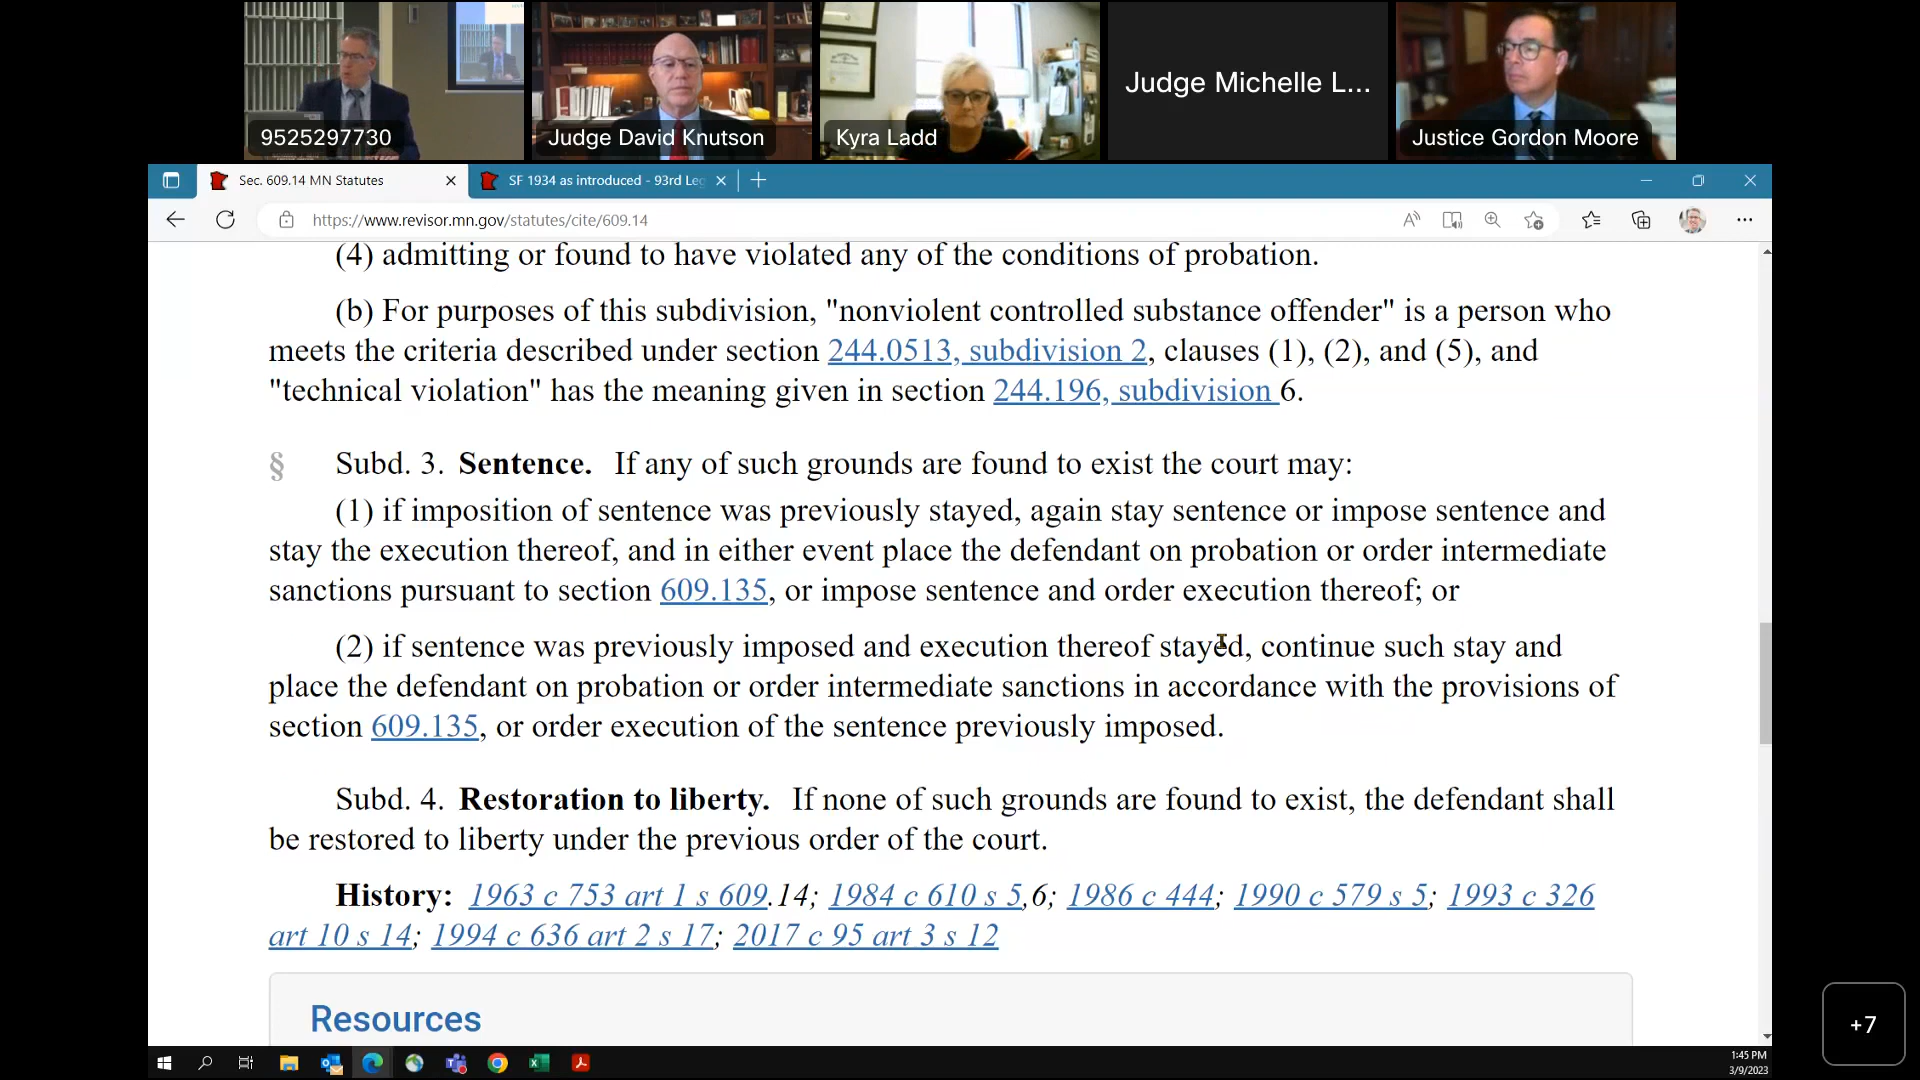 9525297730
Judge David Knutson
Kyra Ladd
Judge Michelle L...
Justice Gordon Moore
Sec. 609.14 MN Statutes
SF 1934 as introduced - 93rd Leg
https://www.revisor.mn.gov/statutes/cite/609.14
(4) admitting or found to have violated any of the conditions of probation.
(b) For purposes of this subdivision, "nonviolent controlled substance offender" is a person who
meets the criteria described under section 244.0513, subdivision 2, clauses (1), (2), and (5), and
"technical violation" has the meaning given in section 244.196, subdivision 6.
§ Subd. 3. Sentence. If any of such grounds are found to exist the court may:
(1) if imposition of sentence was previously stayed, again stay sentence or impose sentence and
stay the execution thereof, and in either event place the defendant on probation or order intermediate
sanctions pursuant to section 609.135, or impose sentence and order execution thereof; or
(2) if sentence was previously imposed and execution thereof stayed, continue such stay and
place the defendant on probation or order intermediate sanctions in accordance with the provisions of
section 609.135, or order execution of the sentence previously imposed.
Subd. 4. Restoration to liberty. If none of such grounds are found to exist, the defendant shall
be restored to liberty under the previous order of the court.
History: 1963 c 753 art 1 s 609.14; 1984 c 610 s 5,6; 1986 c 444; 1990 c 579 s 5; 1993 c 326
art 10 s 14; 1994 c 636 art 2 s 17; 2017 c 95 art 3 s 12
Resources
+7
1:45 PM
3/9/2023